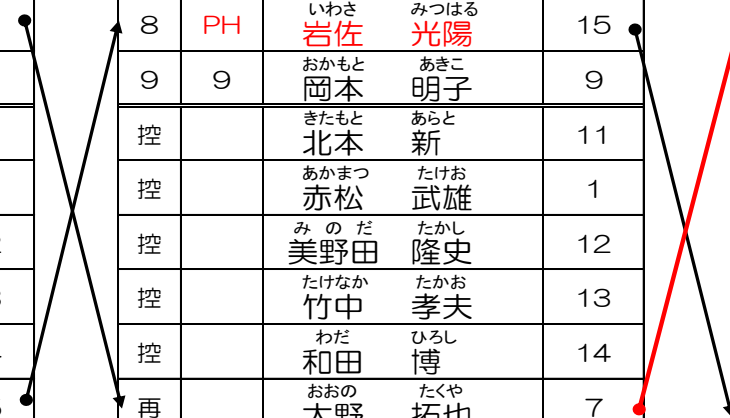 8 PH 岩佐 光陽 15
いわさ みつはる
9 9 岡本 明子 9
おかもと あきこ
控 北本 新 11
きたもと あらと
控 赤松 武雄 1
あかまつ たけお
控 美野田 隆史 12
みのだ たかし
控 竹中 孝夫 13
たけなか たかお
控 和田 博 14
わだ ひろし
再 大野 拓也 7
おおの たくや